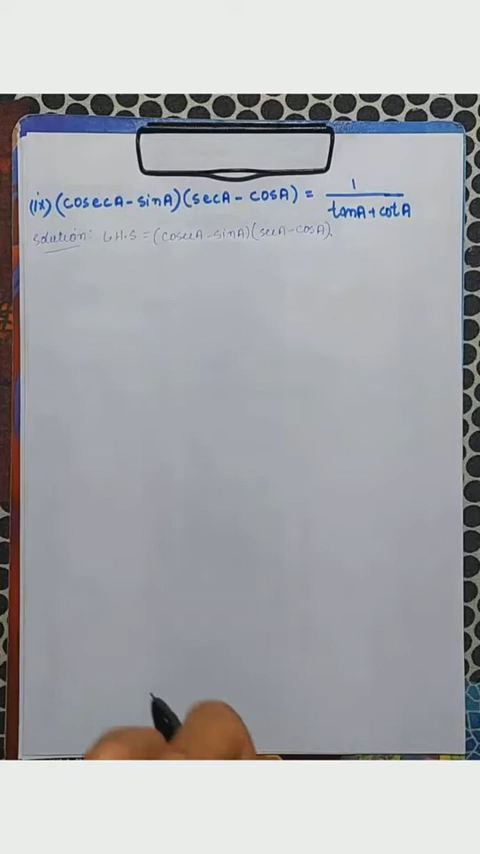 (ix) (cosecA - sinA)(secA - cosA) = 1/(tanA + cotA)
Solution: L.H.S = (cosecA - sinA)(secA - cosA).